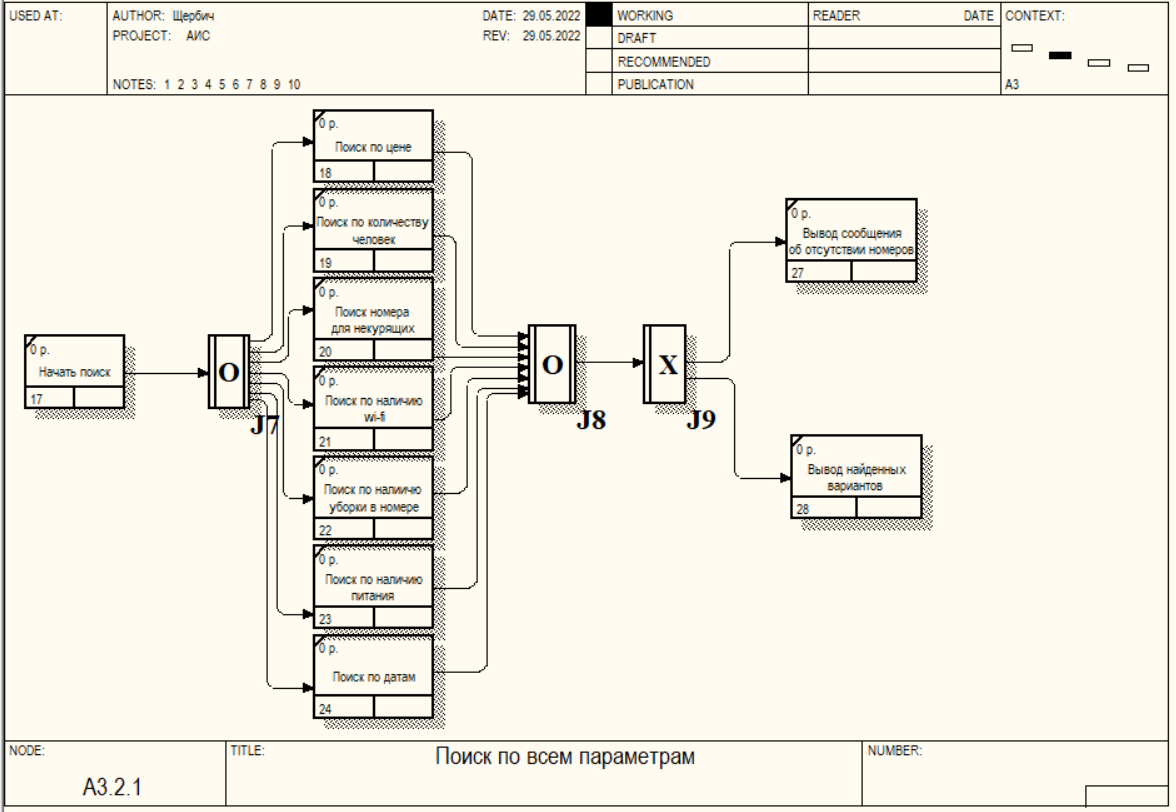 USED AT:
AUTHOR: Щербич
DATE: 29.05.2022
PROJECT: АИС
REV: 29.05.2022
NOTES: 1 2 3 4 5 6 7 8 9 10
WORKING
DRAFT
RECOMMENDED
PUBLICATION
READER DATE
CONTEXT:
A3
0 р.
Начать поиск
17
O
J7
0 р.
Поиск по цене
18
0 р.
Поиск по количеству
человек
19
0 р.
Поиск номера
для некурящих
20
0 р.
Поиск по наличию
wi-fi
21
0 р.
Поиск по налиичю
уборки в номере
22
0 р.
Поиск по наличию
питания
23
0 р.
Поиск по датам
24
O
J8
X
J9
0 р.
Вывод сообщения
об отсутствии номеров
27
0 р.
Вывод найденных
вариантов
28
NODE:
A3.2.1
TITLE:
Поиск по всем параметрам
NUMBER: